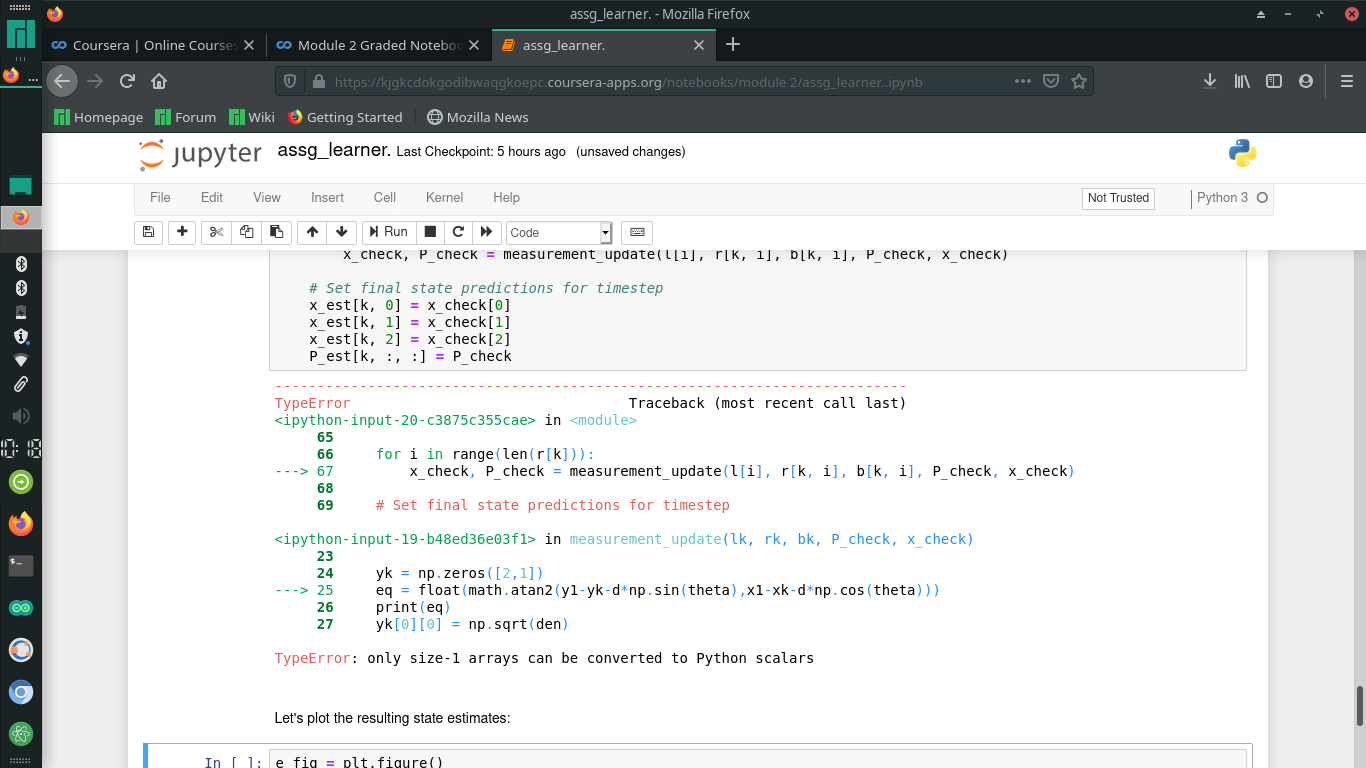 assg_learner. - Mozilla Firefox
Coursera | Online Courses
Module 2 Graded Notebo
assg_learner.
...
https://kjgkcdokgodibwaqgkoepc.coursera-apps.org/notebooks/module 2/assg_learner..ipynb
Homepage Forum Wiki Getting Started Mozilla News
jupyter assg_learner. Last Checkpoint: 5 hours ago (unsaved changes)
File Edit View Insert Cell Kernel Help Not Trusted Python 3
Run Code
x_check, P_check = measurement_update(l[i], r[k, i], b[k, i], P_check, x_check)
# Set final state predictions for timestep
x_est[k, 0] = x_check[0]
x_est[k, 1] = x_check[1]
x_est[k, 2] = x_check[2]
P_est[k, :, :] = P_check
---------------------------------------------------------------------------
TypeError Traceback (most recent call last)
<ipython-input-20-c3875c355cae> in <module>
65
66 for i in range(len(r[k])):
---> 67 x_check, P_check = measurement_update(l[i], r[k, i], b[k, i], P_check, x_check)
68
69 # Set final state predictions for timestep
<ipython-input-19-b48ed36e03f1> in measurement_update(lk, rk, bk, P_check, x_check)
23
24 yk = np.zeros([2,1])
---> 25 eq = float(math.atan2(y1-yk-d*np.sin(theta),x1-xk-d*np.cos(theta)))
26 print(eq)
27 yk[0][0] = np.sqrt(den)
TypeError: only size-1 arrays can be converted to Python scalars
Let's plot the resulting state estimates:
In [ ]: e_fig = plt.figure()